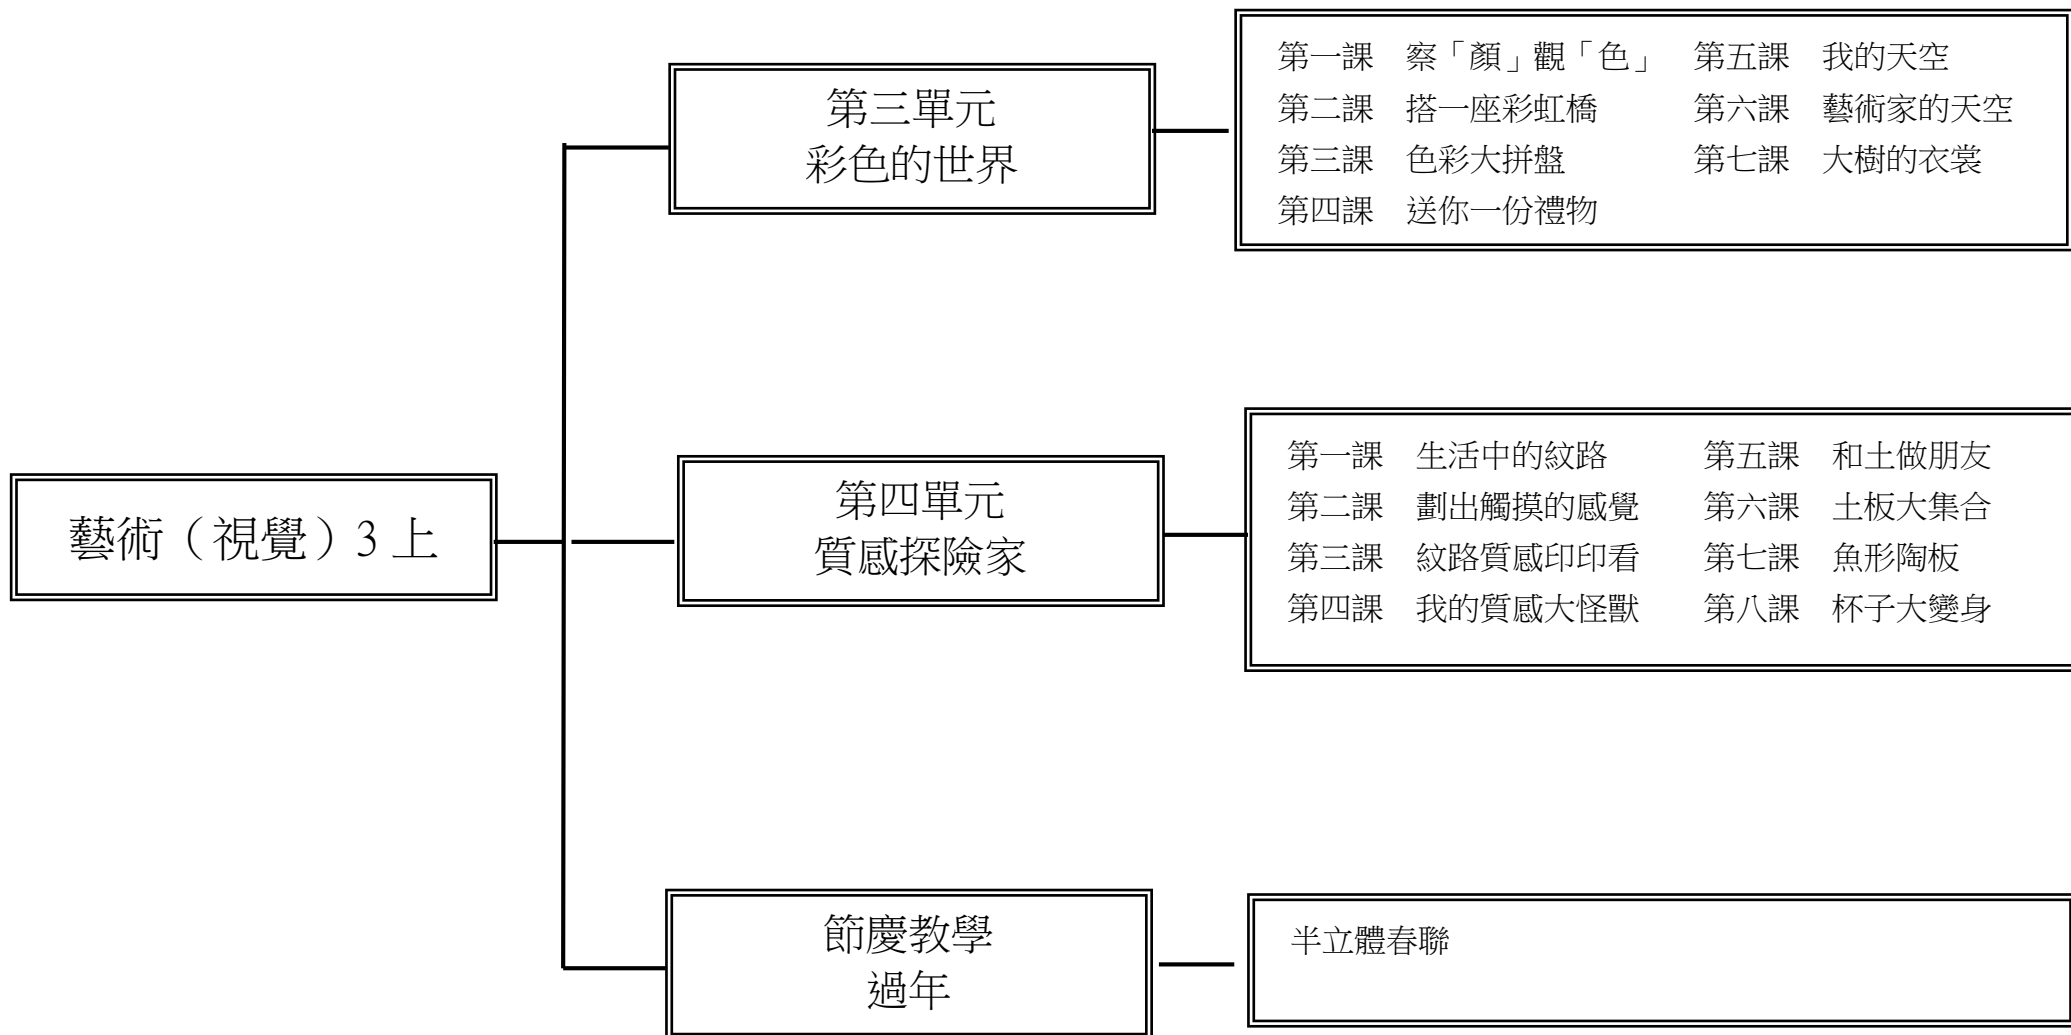 藝術（視覺）3 上
第三單元
彩色的世界
第一課　察「顏」觀「色」　第五課　我的天空
第二課　搭一座彩虹橋　第六課　藝術家的天空
第三課　色彩大拼盤　第七課　大樹的衣裳
第四課　送你一份禮物
第四單元
質感探險家
第一課　生活中的紋路　第五課　和土做朋友
第二課　劃出觸摸的感覺　第六課　土板大集合
第三課　紋路質感印印看　第七課　魚形陶板
第四課　我的質感大怪獸　第八課　杯子大變身
節慶教學
過年
半立體春聯